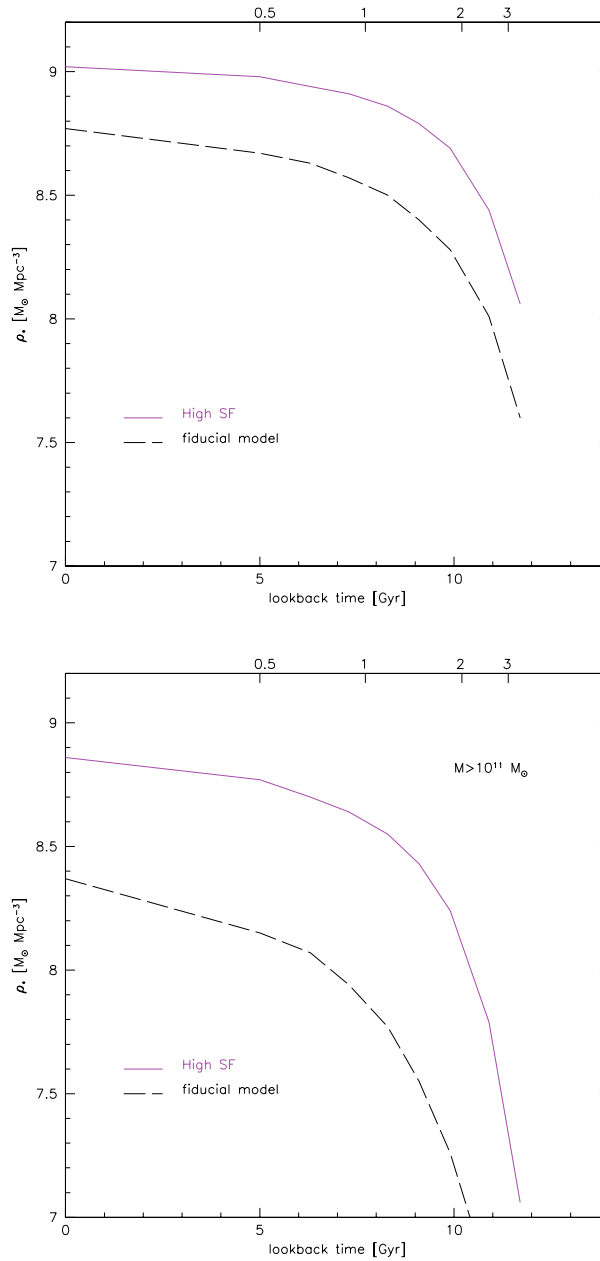 0.5 1 2 3
9
8.5
8
7.5
7
ρ⋆ [M⊙ Mpc⁻³]
High SF
fiducial model
0 5 10
lookback time [Gyr]
0.5 1 2 3
9
8.5
8
7.5
7
ρ⋆ [M⊙ Mpc⁻³]
M>10¹¹ M⊙
High SF
fiducial model
0 5 10
lookback time [Gyr]